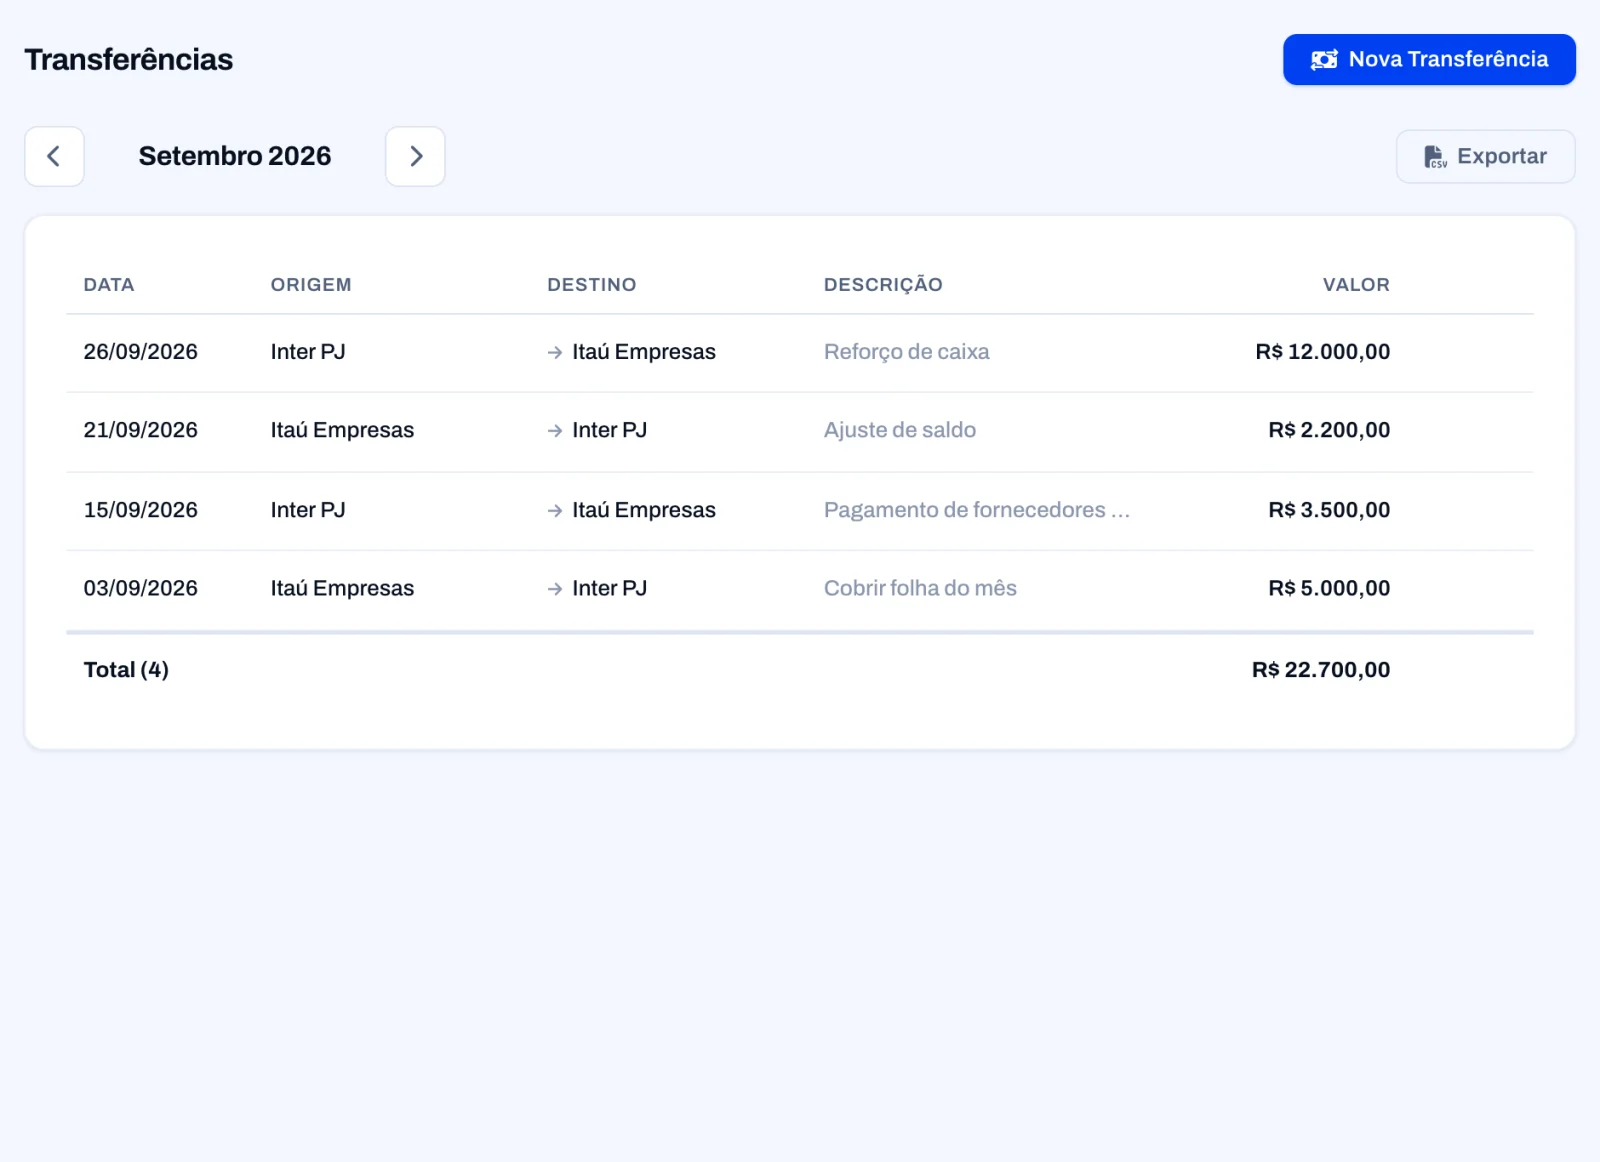 Transferências
Nova Transferência
Setembro 2026
CSV Exportar
DATA ORIGEM DESTINO DESCRIÇÃO VALOR
26/09/2026 Inter PJ → Itaú Empresas Reforço de caixa R$ 12.000,00
21/09/2026 Itaú Empresas → Inter PJ Ajuste de saldo R$ 2.200,00
15/09/2026 Inter PJ → Itaú Empresas Pagamento de fornecedores ... R$ 3.500,00
03/09/2026 Itaú Empresas → Inter PJ Cobrir folha do mês R$ 5.000,00
Total (4) R$ 22.700,00